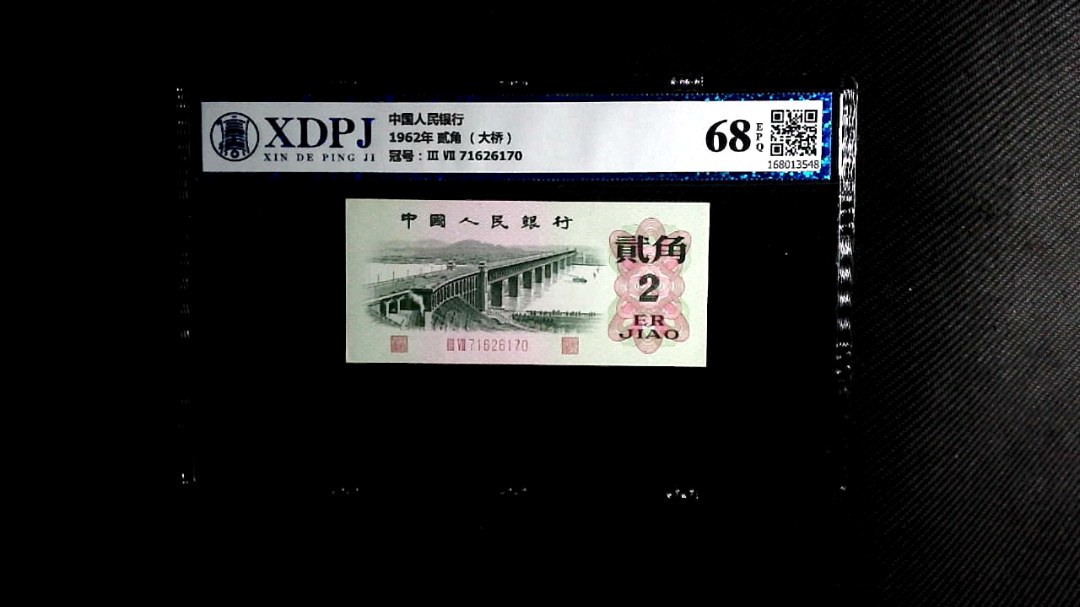 XDPJ
XIN DE PING JI
中国人民银行
1962年 贰角 （大桥）
冠号：Ⅲ Ⅶ 71626170
68
EPQ
168013548
中國人民銀行
貳角
2
ER
JIAO
Ⅲ Ⅶ 71626170